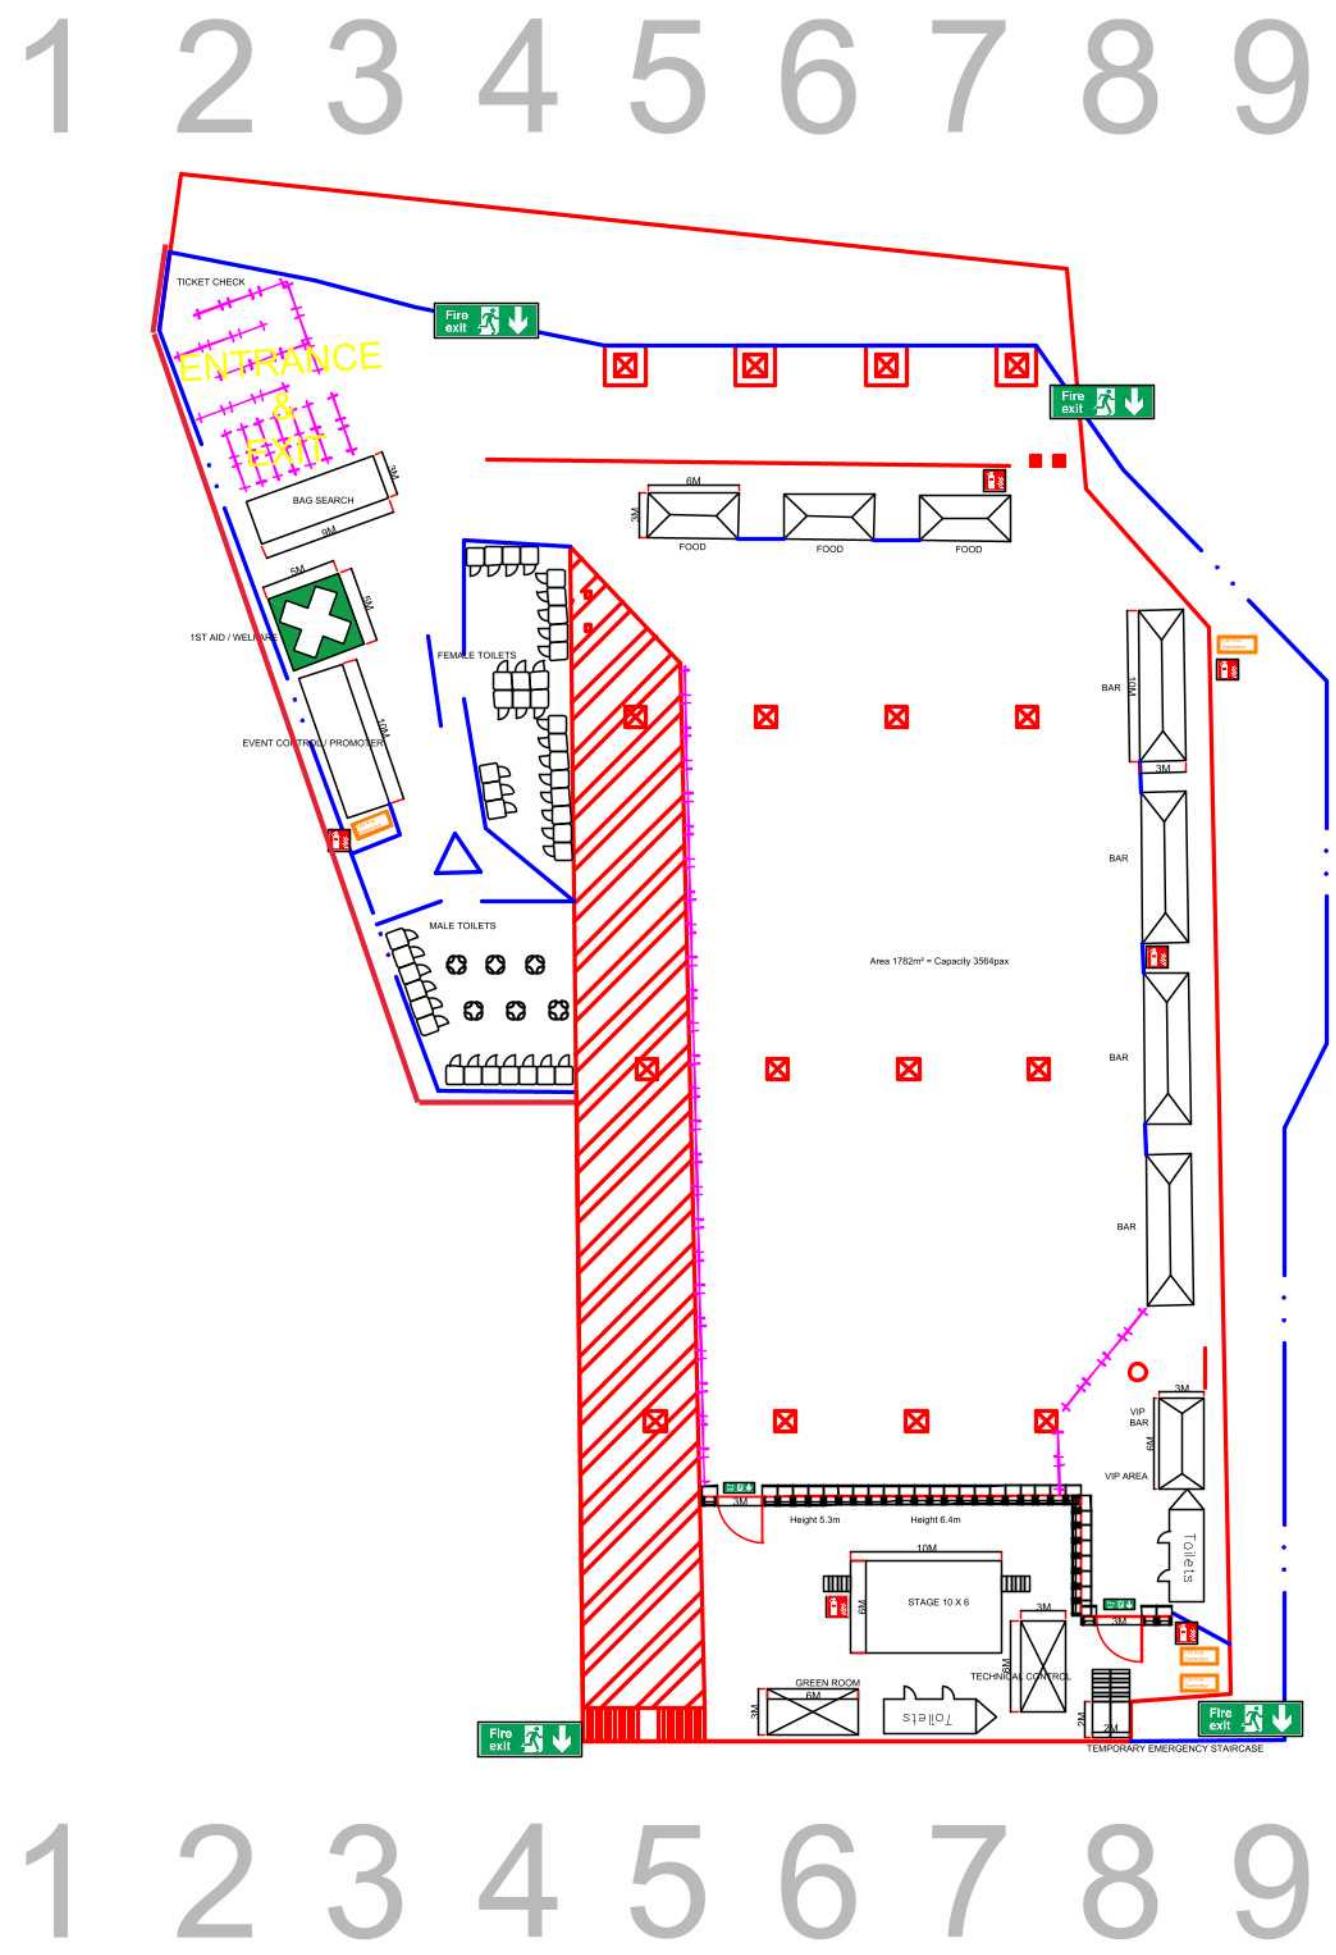 1 2 3 4 5 6 7 8 9
TICKET CHECK
Fire
exit
ENTRANCE
&
EXIT
Fire
exit
BAG SEARCH
3M
9M
6M
3M
FOOD
FOOD
FOOD
5M
5M
1ST AID / WELFARE
FEMALE TOILETS
10M
EVENT CONTROL / PROMOTER
BAR
10M
3M
BAR
MALE TOILETS
Area 1782m² = Capacity 3564pax
BAR
BAR
3M
VIP
BAR
6M
VIP AREA
3M
Height 5.3m
Height 6.4m
Toilets
10M
6M
STAGE 10 X 6
3M
3M
6M
TECHNICAL CONTROL
GREEN ROOM
6M
3M
Toilets
2M
2M
Fire
exit
Fire
exit
TEMPORARY EMERGENCY STAIRCASE
1 2 3 4 5 6 7 8 9